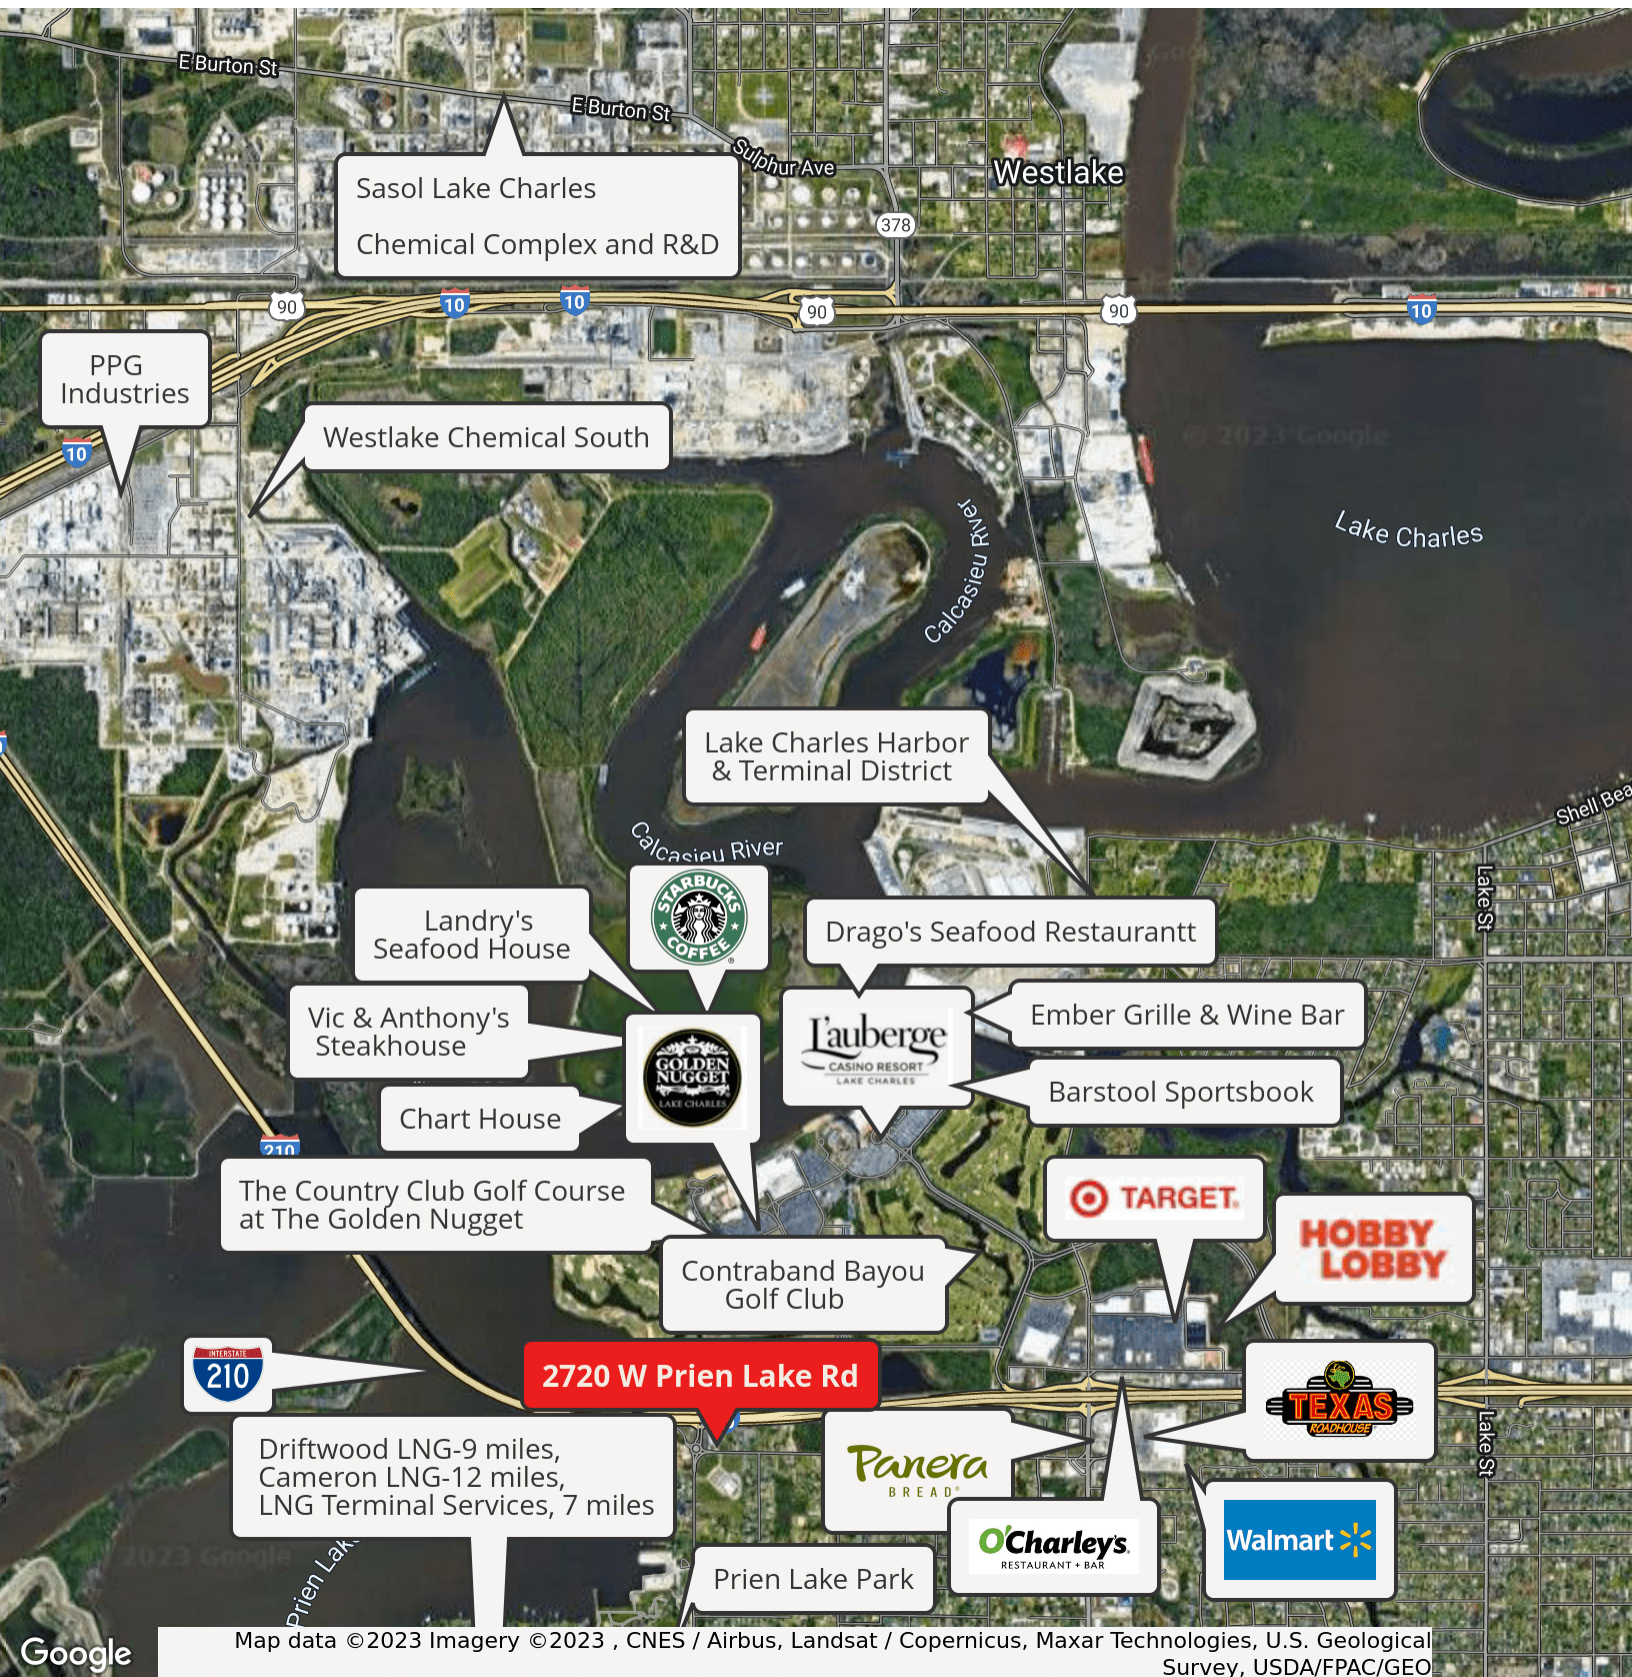 E Burton St
E Burton St
Sulphur Ave
Westlake
Sasol Lake Charles
Chemical Complex and R&D
378
90
10
10
90
90
10
PPG
Industries
10
Westlake Chemical South
© 2023 Google
Lake Charles
Calcasieu River
Lake Charles Harbor
& Terminal District
Shell Bea
Calcasieu River
Lake St
STARBUCKS
COFFEE
®
Landry's
Seafood House
Drago's Seafood Restaurantt
Vic & Anthony's
Steakhouse
GOLDEN
NUGGET
LAKE CHARLES
L'auberge
CASINO RESORT
LAKE CHARLES
Ember Grille & Wine Bar
Barstool Sportsbook
Chart House
210
The Country Club Golf Course
at The Golden Nugget
TARGET.
HOBBY
LOBBY
Contraband Bayou
Golf Club
INTERSTATE
210
2720 W Prien Lake Rd
TEXAS
ROADHOUSE
Driftwood LNG-9 miles,
Cameron LNG-12 miles,
LNG Terminal Services, 7 miles
Panera
BREAD®
Lake St
O'Charley's
RESTAURANT + BAR
Walmart
2023 Google
Prien Lake
Prien Lake Park
Google
Map data ©2023 Imagery ©2023 , CNES / Airbus, Landsat / Copernicus, Maxar Technologies, U.S. Geological
Survey, USDA/FPAC/GEO